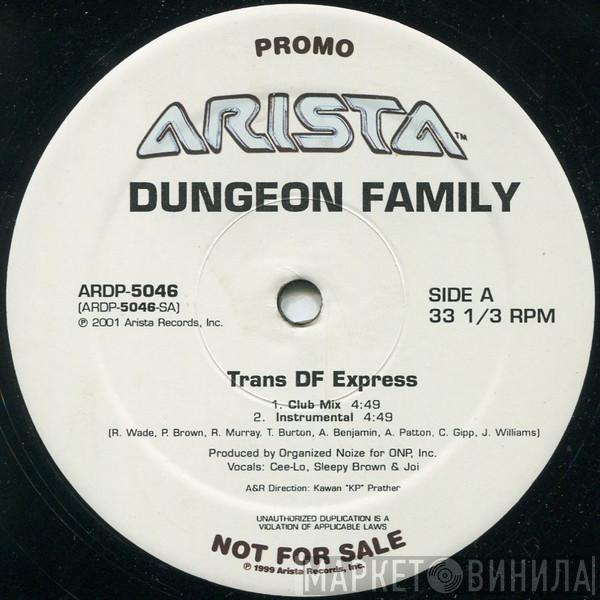 PROMO
ARISTA™
DUNGEON FAMILY
ARDP-5046
(ARDP-5046-SA)
℗ 2001 Arista Records, Inc.
SIDE A
33 1/3 RPM
Trans DF Express
1. Club Mix 4:49
2. Instrumental 4:49
(R. Wade, P. Brown, R. Murray, T. Burton, A. Benjamin, A. Patton, C. Gipp, J. Williams)
Produced by Organized Noize for ONP, Inc.
Vocals: Cee-Lo, Sleepy Brown & Joi
A&R Direction: Kawan "KP" Prather
UNAUTHORIZED DUPLICATION IS A
VIOLATION OF APPLICABLE LAWS
NOT FOR SALE
℗ 1999 Arista Records, Inc.
МАРКЕТ ВИНИЛА